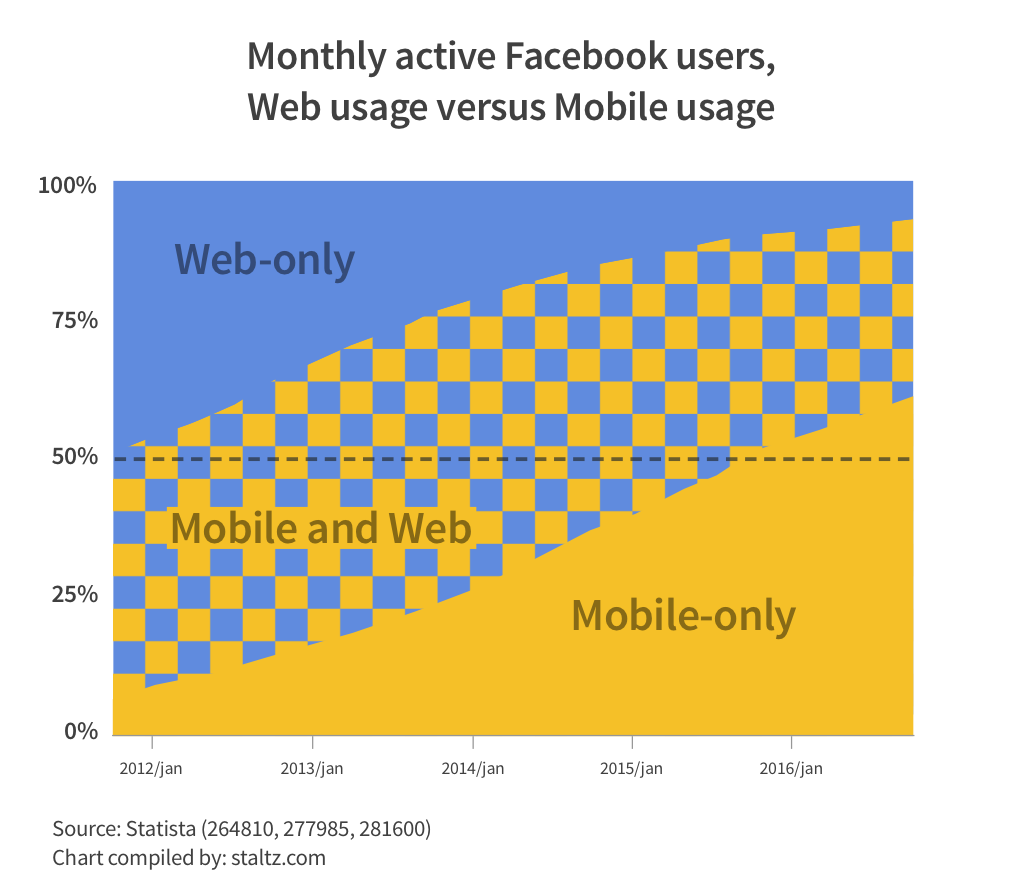 Monthly active Facebook users,
Web usage versus Mobile usage
100%
Web-only
75%
50%
Mobile and Web
25%
Mobile-only
0%
2012/jan 2013/jan 2014/jan 2015/jan 2016/jan
Source: Statista (264810, 277985, 281600)
Chart compiled by: staltz.com